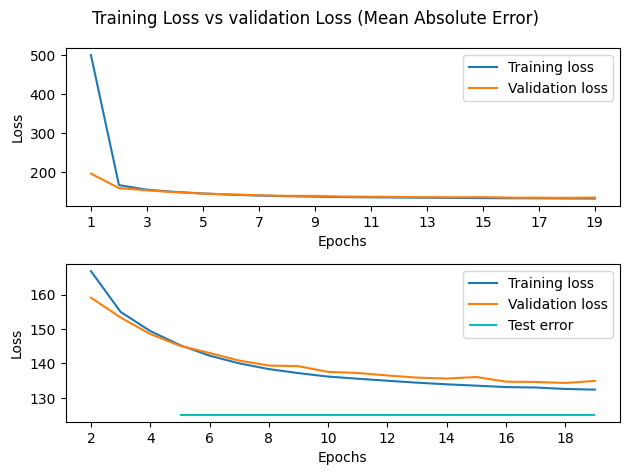 Training Loss vs validation Loss (Mean Absolute Error)
500
400
300
200
Loss
Training loss
Validation loss
1 3 5 7 9 11 13 15 17 19
Epochs
160
150
140
130
Loss
Training loss
Validation loss
Test error
2 4 6 8 10 12 14 16 18
Epochs